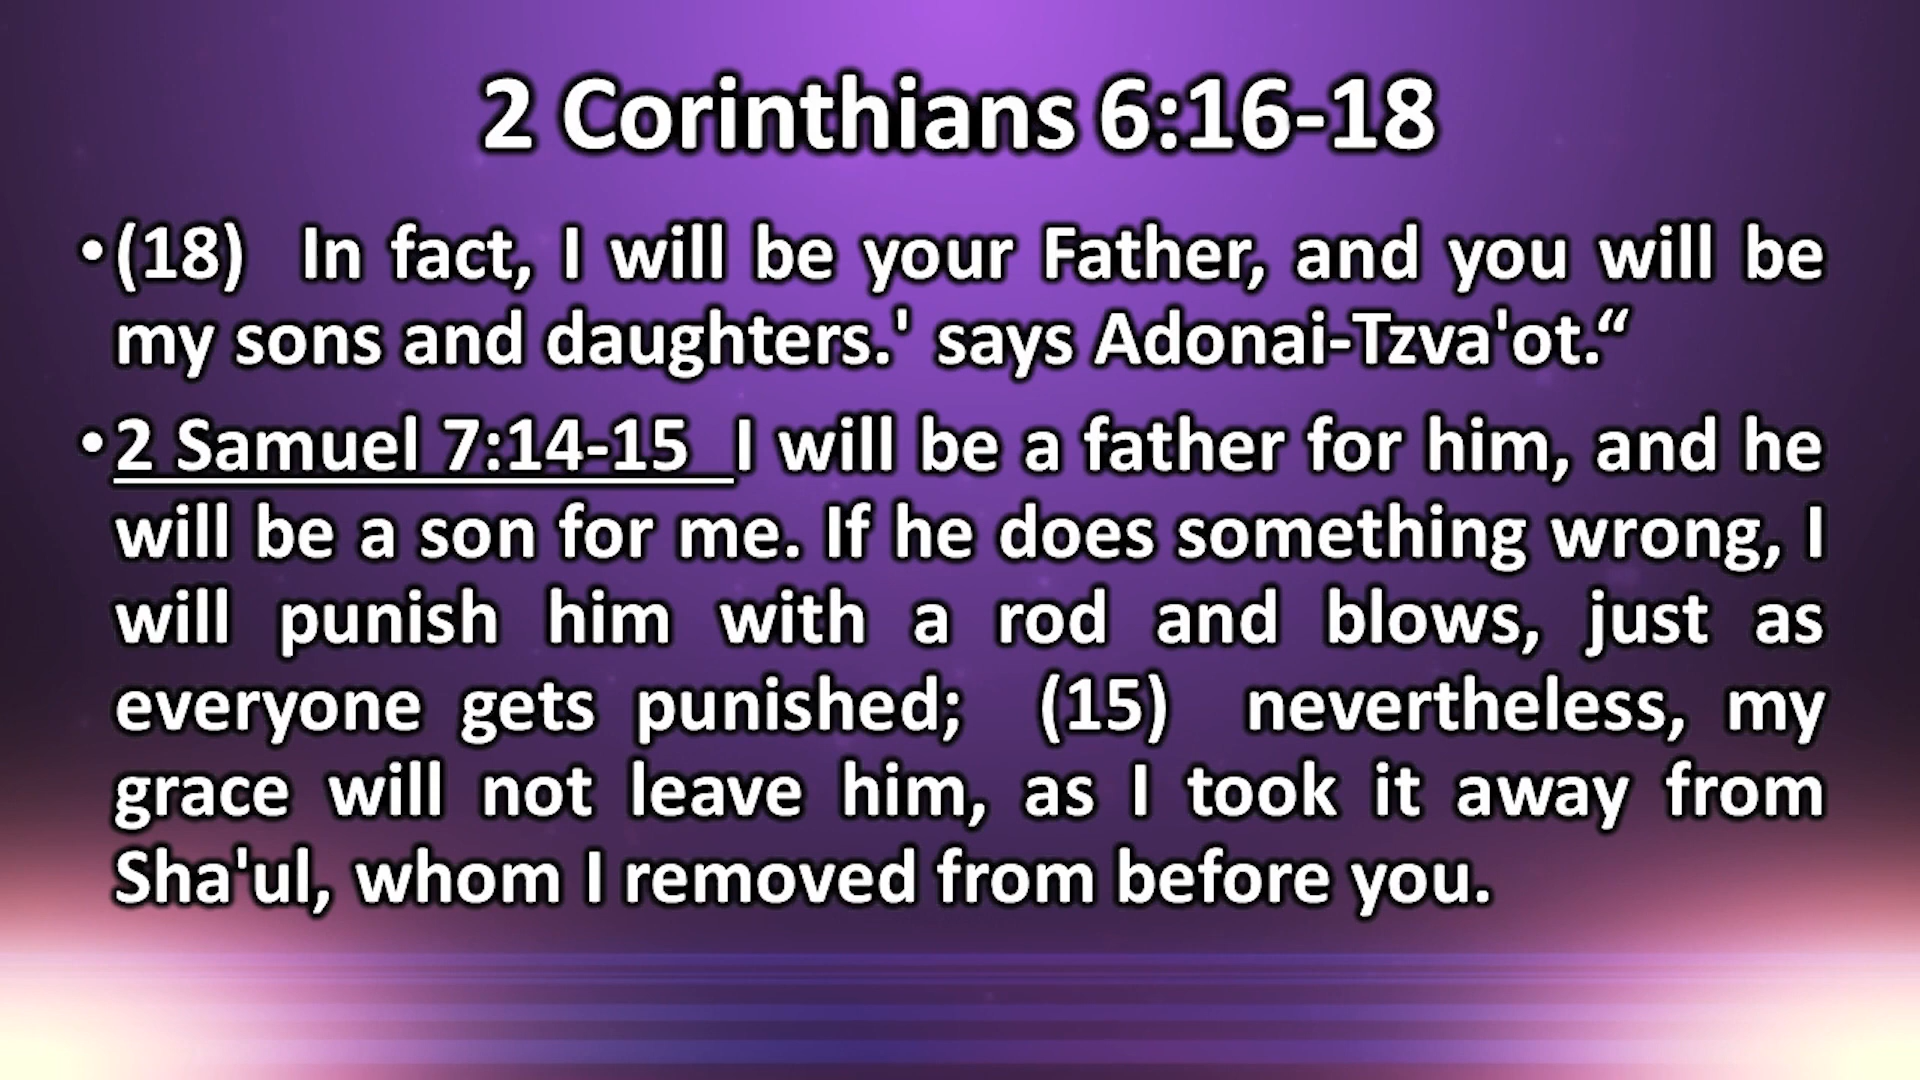 2 Corinthians 6:16-18
•(18) In fact, I will be your Father, and you will be
my sons and daughters.' says Adonai-Tzva'ot.“
•2 Samuel 7:14-15 I will be a father for him, and he
will be a son for me. If he does something wrong, I
will punish him with a rod and blows, just as
everyone gets punished; (15) nevertheless, my
grace will not leave him, as I took it away from
Sha'ul, whom I removed from before you.